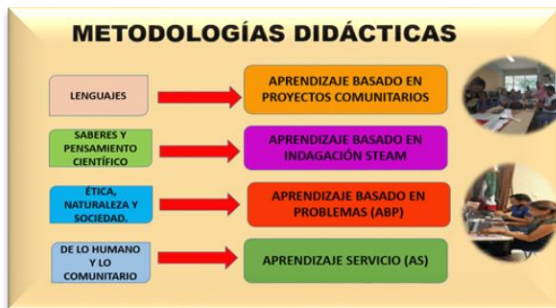 METODOLOGÍAS DIDÁCTICAS
LENGUAJES
APRENDIZAJE BASADO EN
PROYECTOS COMUNITARIOS
SABERES Y
PENSAMIENTO
CIENTÍFICO
APRENDIZAJE BASADO EN
INDAGACIÓN STEAM
ÉTICA,
NATURALEZA Y
SOCIEDAD.
APRENDIZAJE BASADO EN
PROBLEMAS (ABP)
DE LO HUMANO
Y LO
COMUNITARIO
APRENDIZAJE SERVICIO (AS)